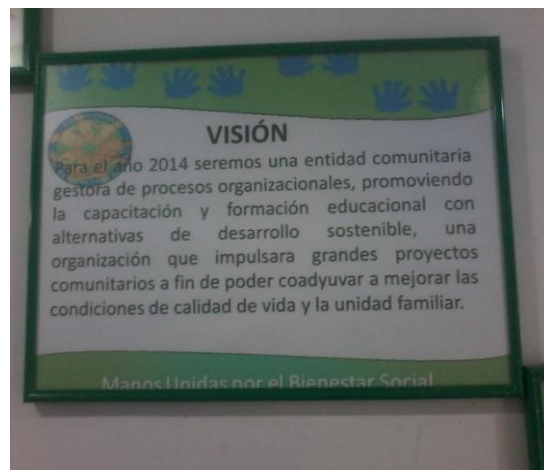 VISIÓN
Para el año 2014 seremos una entidad comunitaria
gestora de procesos organizacionales, promoviendo
la capacitación y formación educacional con
alternativas de desarrollo sostenible, una
organización que impulsara grandes proyectos
comunitarios a fin de poder coadyuvar a mejorar las
condiciones de calidad de vida y la unidad familiar.
Manos Unidas por el Bienestar Social